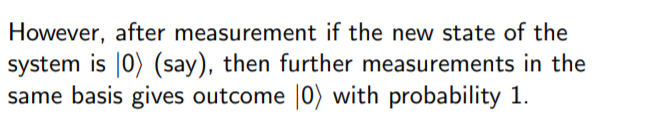 However, after measurement if the new state of the
system is |0⟩ (say), then further measurements in the
same basis gives outcome |0⟩ with probability 1.